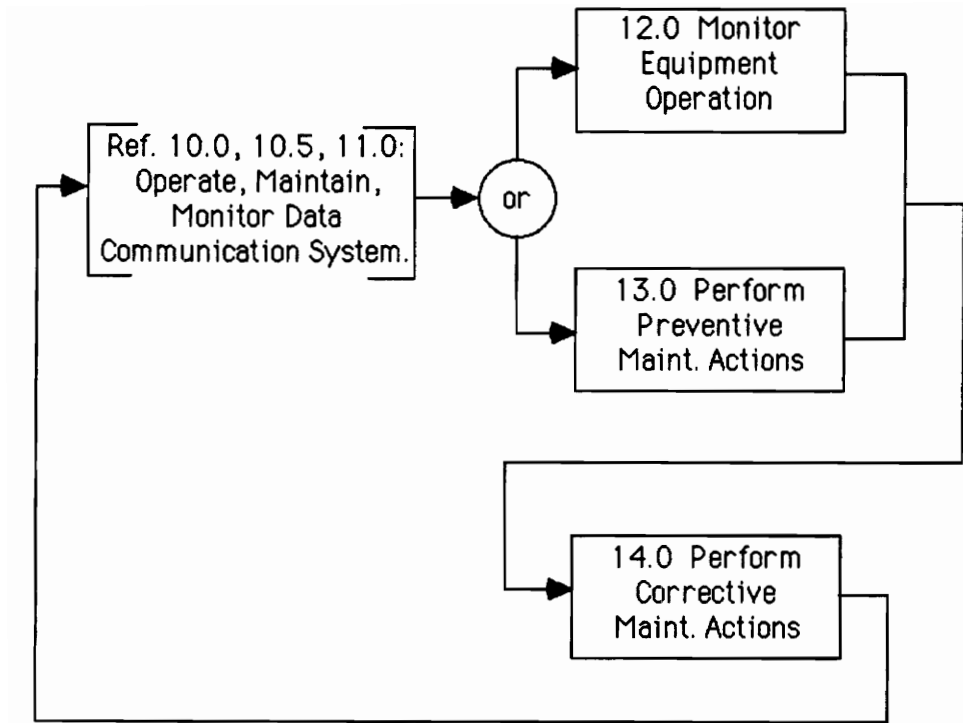 12.0 Monitor
Equipment
Operation
Ref. 10.0, 10.5, 11.0:
Operate, Maintain,
Monitor Data
Communication System.
or
13.0 Perform
Preventive
Maint. Actions
14.0 Perform
Corrective
Maint. Actions